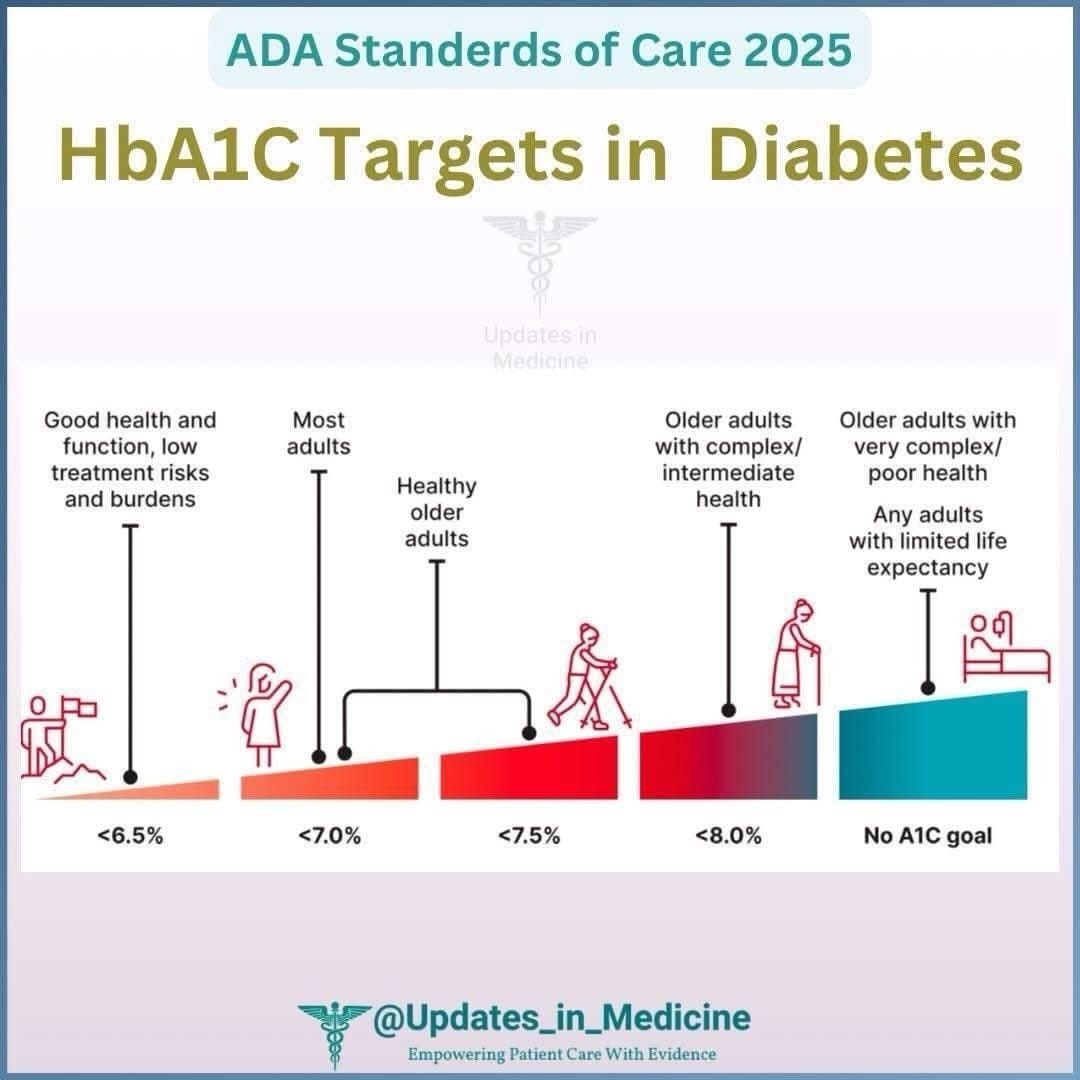 ADA Standerds of Care 2025
HbA1C Targets in Diabetes
Updates in
Medicine
Good health and
function, low
treatment risks
and burdens
Most
adults
Healthy
older
adults
Older adults
with complex/
intermediate
health
Older adults with
very complex/
poor health
Any adults
with limited life
expectancy
<6.5%
<7.0%
<7.5%
<8.0%
No A1C goal
@Updates_in_Medicine
Empowering Patient Care With Evidence